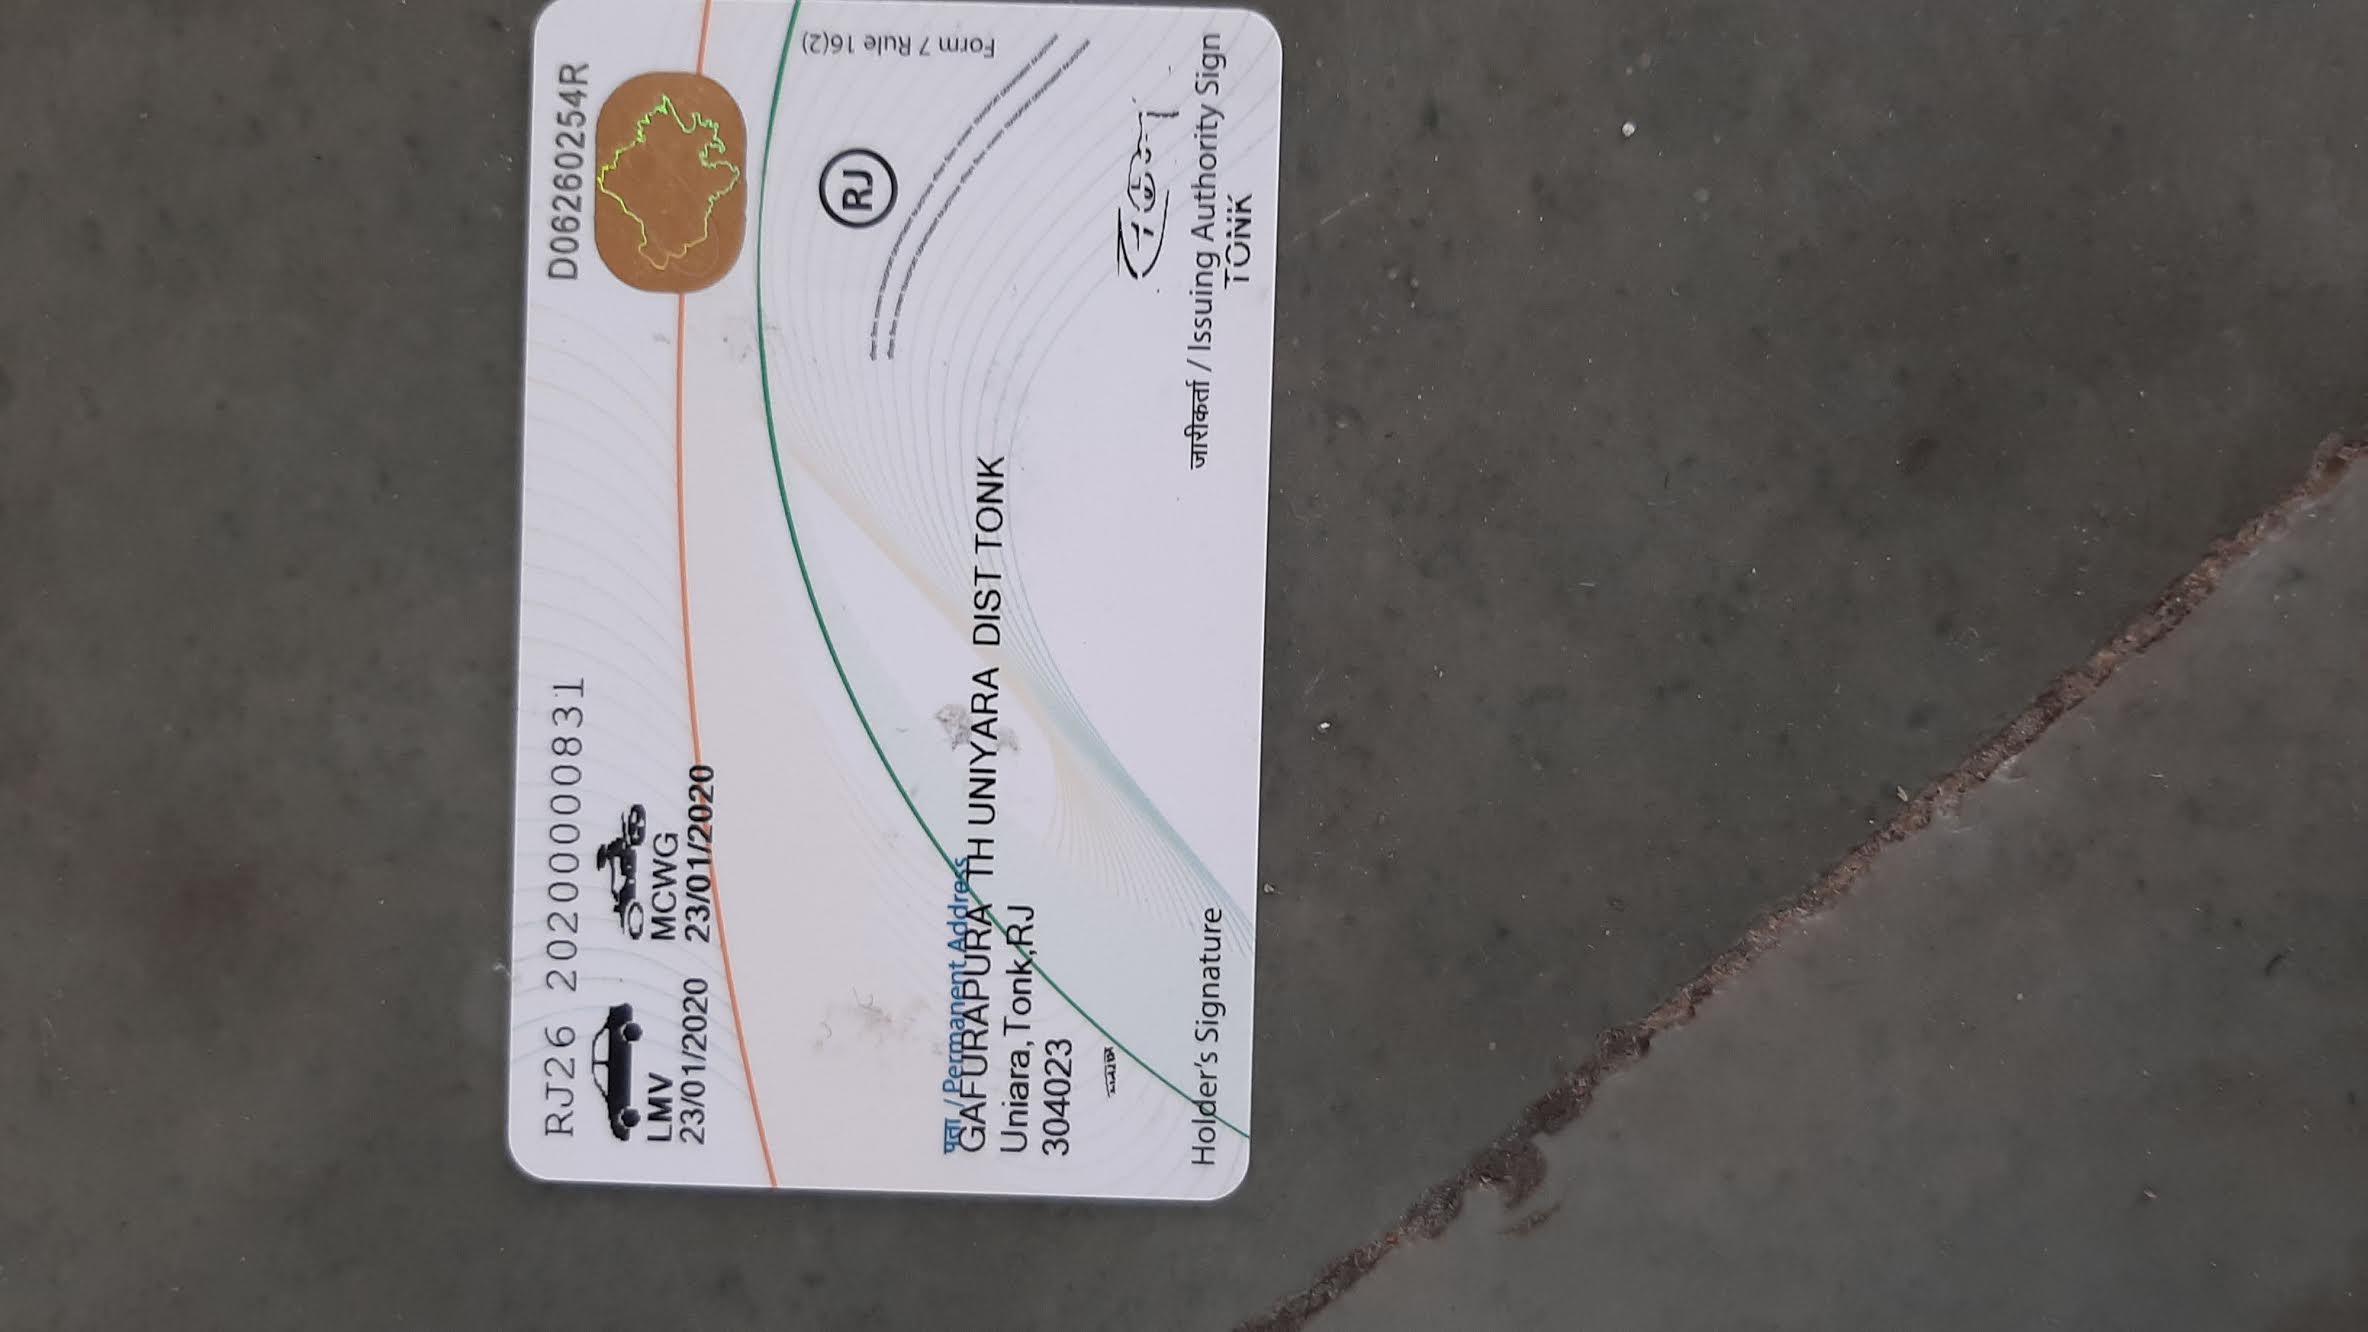 RJ26 20200000831
D06260254R
LMV
MCWG
23/01/2020
23/01/2020
RJ
Form 7 Rule 16(2)
पता / Permanent Address
GAFURAPURA TH UNIYARA DIST TONK
Uniara,Tonk,RJ
304023
Holder's Signature
जारीकर्ता / Issuing Authority Sign
TONK